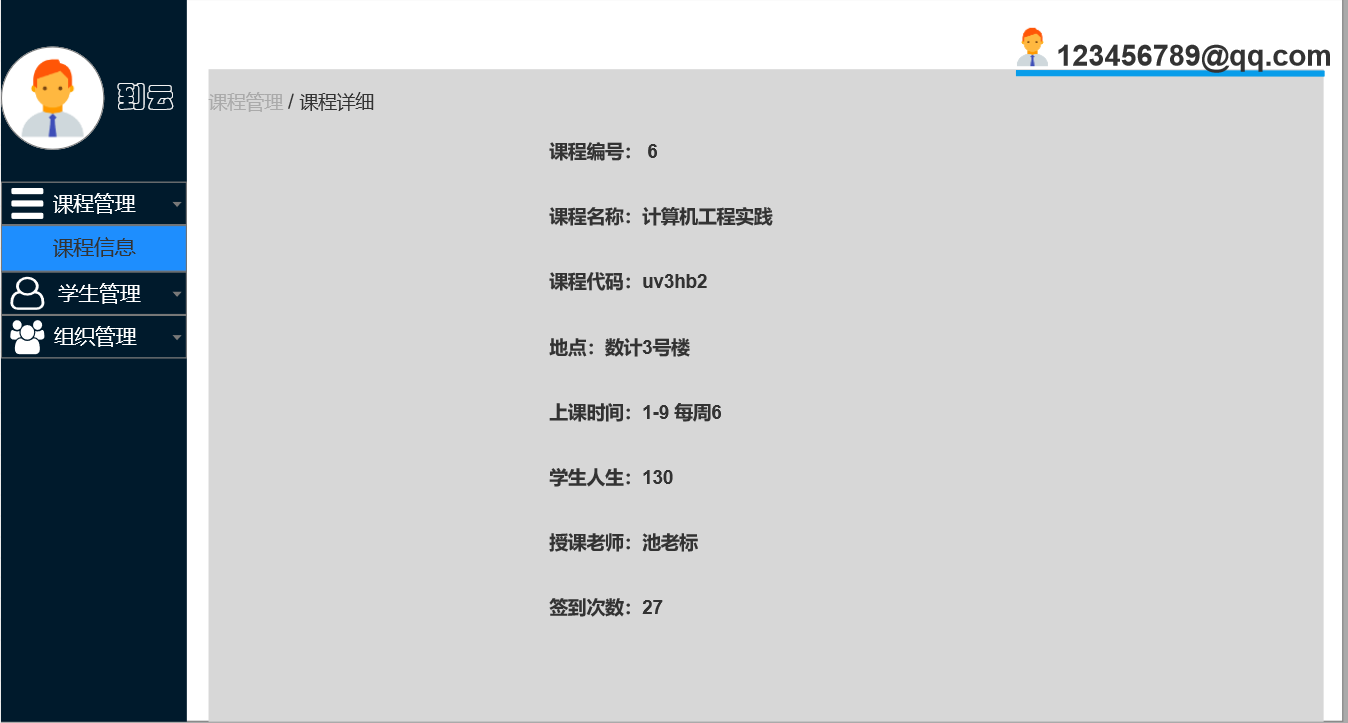 123456789@qq.com
到云
课程管理 / 课程详细
课程编号： 6
课程名称：计算机工程实践
课程代码：uv3hb2
地点：数计3号楼
上课时间：1-9 每周6
学生人生：130
授课老师：池老标
签到次数：27
课程管理
课程信息
学生管理
组织管理